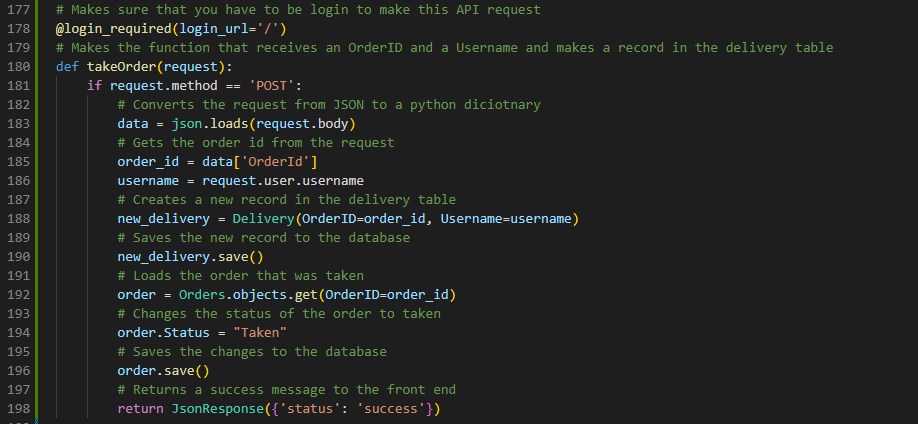 177 # Makes sure that you have to be login to make this API request
178 @login_required(login_url='/')
179 # Makes the function that receives an OrderID and a Username and makes a record in the delivery table
180 def takeOrder(request):
181     if request.method == 'POST':
182         # Converts the request from JSON to a python diciotnary
183         data = json.loads(request.body)
184         # Gets the order id from the request
185         order_id = data['OrderId']
186         username = request.user.username
187         # Creates a new record in the delivery table
188         new_delivery = Delivery(OrderID=order_id, Username=username)
189         # Saves the new record to the database
190         new_delivery.save()
191         # Loads the order that was taken
192         order = Orders.objects.get(OrderID=order_id)
193         # Changes the status of the order to taken
194         order.Status = "Taken"
195         # Saves the changes to the database
196         order.save()
197         # Returns a success message to the front end
198         return JsonResponse({'status': 'success'})